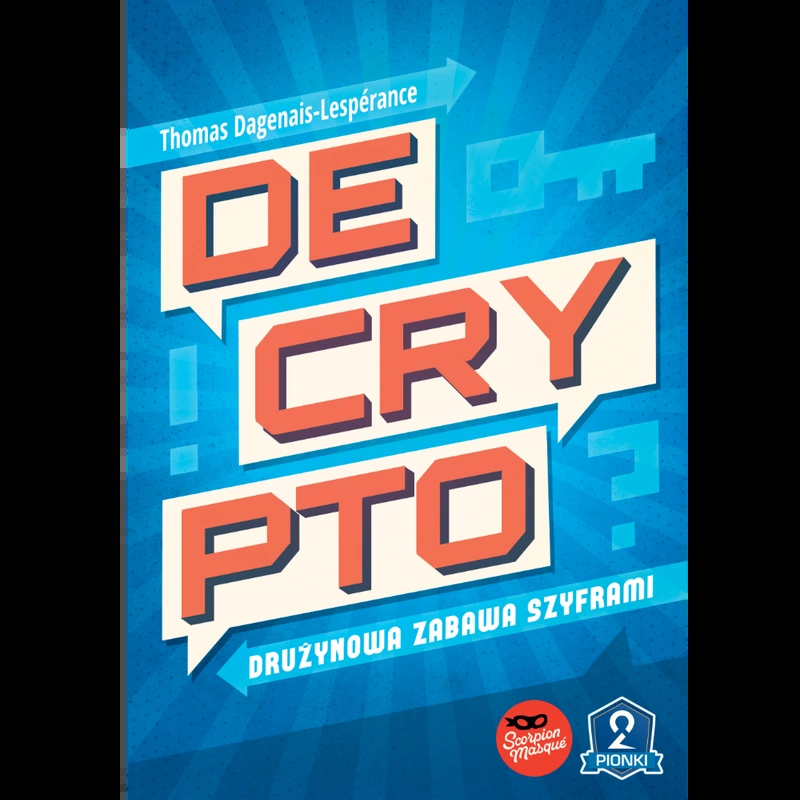 Thomas Dagenais-Lespérance
DE
CRY
PTO
!
?
DRUŻYNOWA ZABAWA SZYFRAMI
Scorpion
Masqué
2
PIONKI